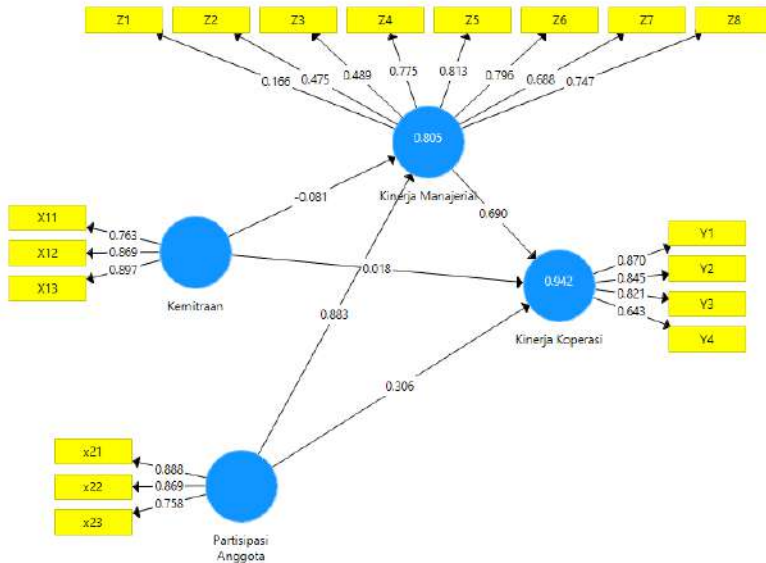 Z1 Z2 Z3 Z4 Z5 Z6 Z7 Z8
0.166 0.475 0.489 0.775 0.813 0.796 0.688 0.747
0.805
Kinerja Manajerial
-0.081
0.690
X11
X12
X13
0.763
0.869
0.897
Kemitraan
0.018
0.883
0.942
Kinerja Koperasi
0.870
0.845
0.821
0.643
Y1
Y2
Y3
Y4
0.306
x21
x22
x23
0.888
0.869
0.758
Partisipasi
Anggota